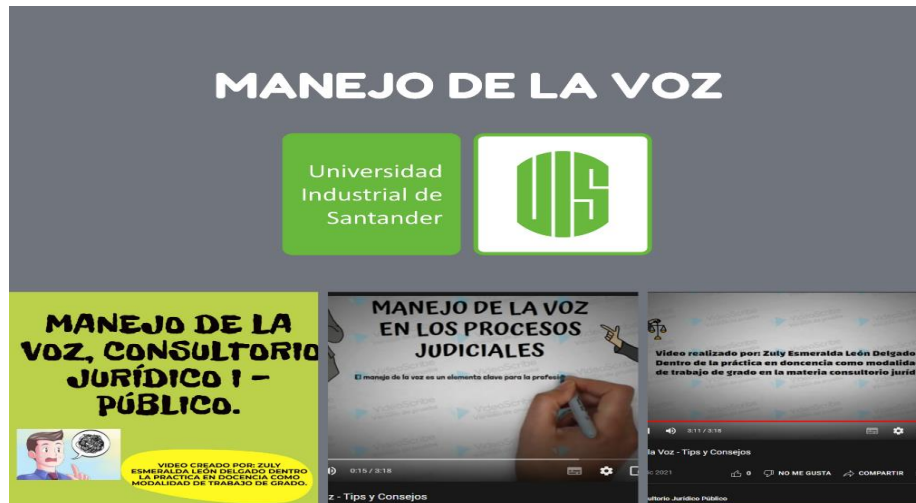 MANEJO DE LA VOZ
Universidad
Industrial de
Santander
UIS
MANEJO DE LA
VOZ, CONSULTORIO
JURÍDICO I –
PÚBLICO.
VIDEO CREADO POR: ZULY
ESMERALDA LEÓN DELGADO DENTRO
LA PRACTICA EN DOCENCIA COMO
MODALIDAD DE TRABAJO DE GRADO.
MANEJO DE LA VOZ
EN LOS PROCESOS
JUDICIALES
El manejo de la voz es un elemento clave para la
0:15 / 3:18
z - Tips y Consejos
Video realizado por: Zuly Esmeralda León Delgado
Dentro de la práctica en doncencia como modalida
de trabajo de grado en la materia consultorio juríd
3:11 / 3:18
la Voz - Tips y Consejos
2021
0
NO ME GUSTA
COMPARTIR
ultorio Jurídico Público